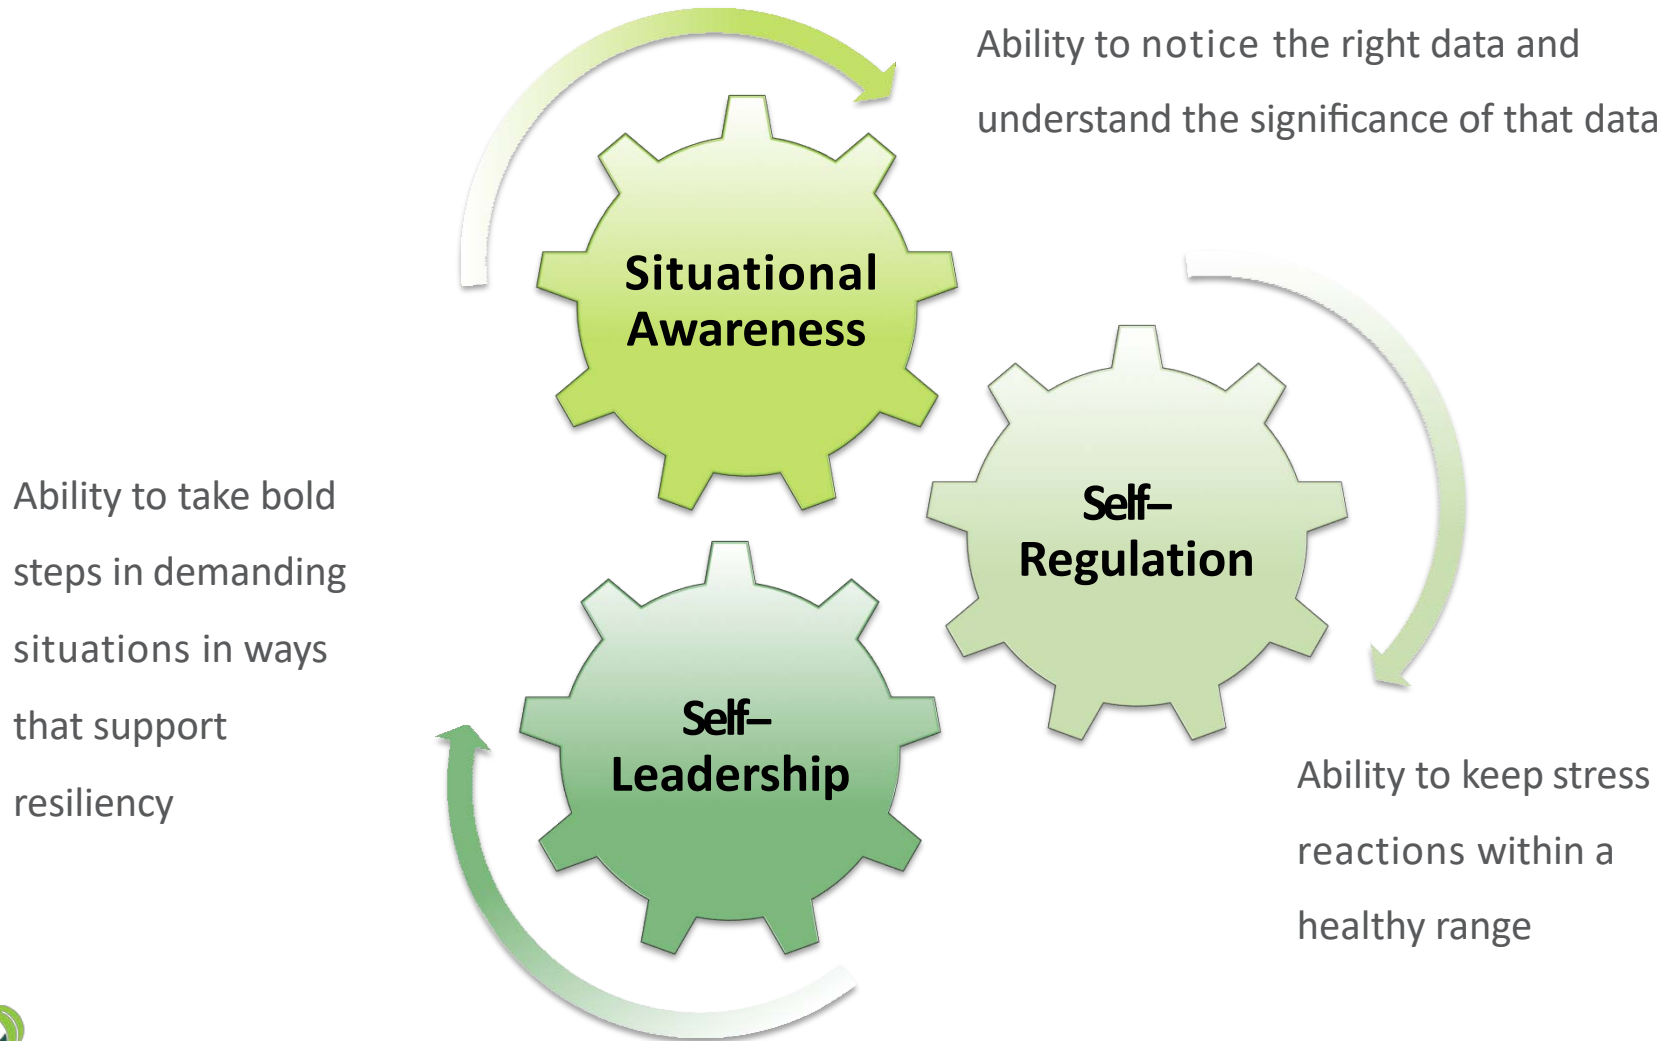 Ability to notice the right data and
understand the significance of that data
Situational
Awareness
Self–
Regulation
Ability to take bold
steps in demanding
situations in ways
that support
resiliency
Self–
Leadership
Ability to keep stress
reactions within a
healthy range